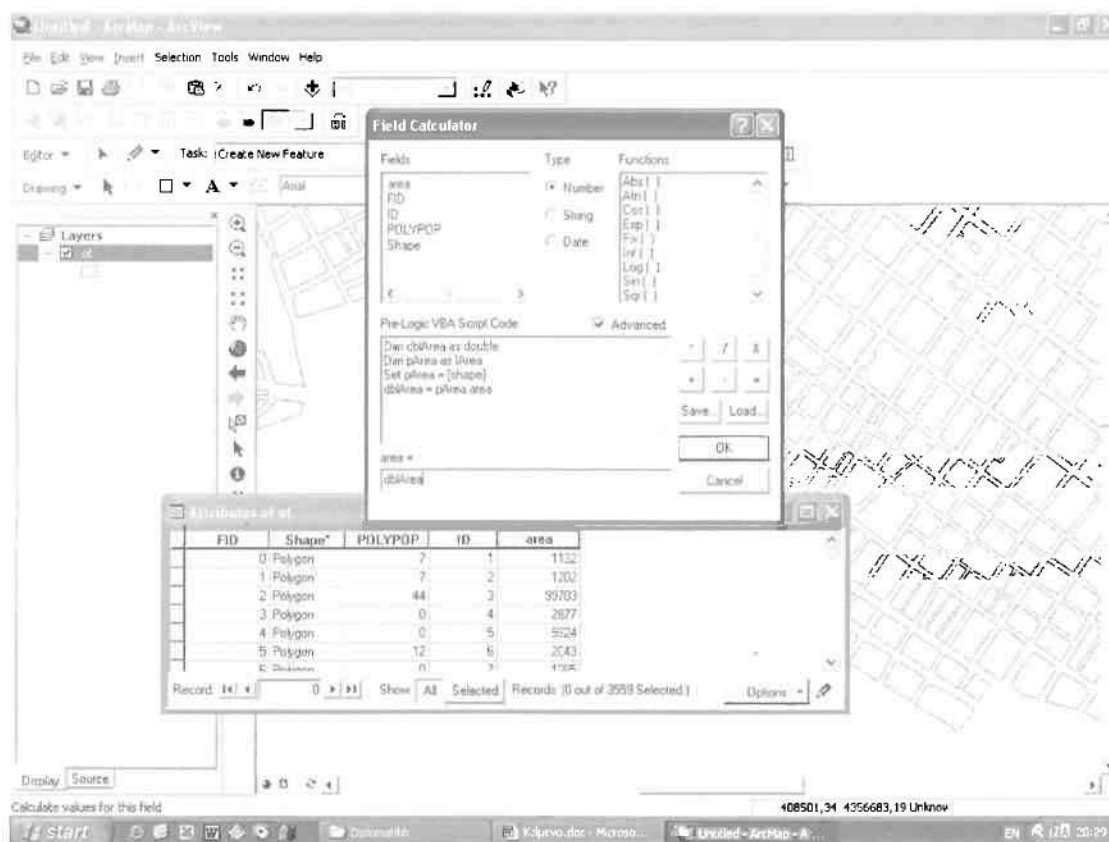 Untitled - ArcMap - ArcView
File Edit View Insert Selection Tools Window Help
Editor Task: Create New Feature
Drawing A Arial
Layers
Field Calculator
Fields
area
FID
ID
POLYPOP
Shape
Type
Number
String
Date
Functions
Abs ( )
Atn ( )
Cos ( )
Exp ( )
Fix ( )
Int ( )
Log ( )
Sin ( )
Sqr ( )
Pre-Logic VBA Script Code
Advanced
Dim dblArea as double
Dim pArea as IArea
Set pArea = [shape]
dblArea = pArea.area
Save... Load...
area =
OK
dblArea
Cancel
Attributes of ot
FID Shape* POLYPOP ID area
0 Polygon 7 1 1132
1 Polygon 7 2 1202
2 Polygon 44 3 99703
3 Polygon 0 4 2877
4 Polygon 0 5
5 Polygon 12 6 2043
Record: 0 Show: All Selected Records (0 out of 3559 Selected.) Options
Display Source
Calculate values for this field
408501,34 4356683,19 Unknow
start
Untitled - ArcMap - A...
EN
20:29